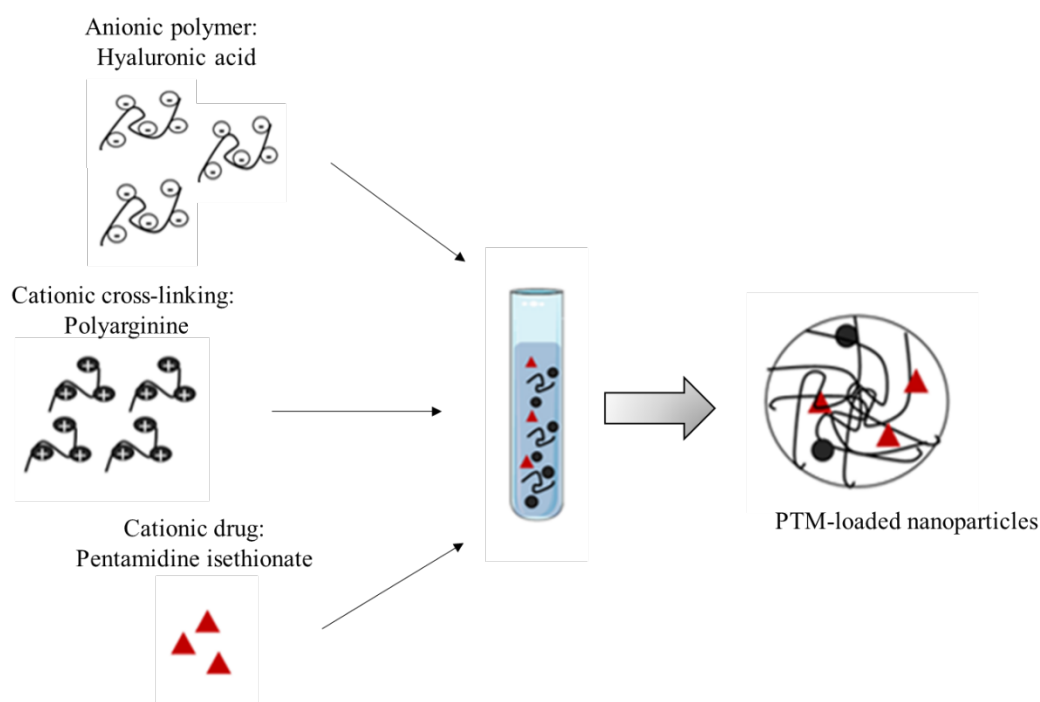 Anionic polymer:
Hyaluronic acid
Cationic cross-linking:
Polyarginine
Cationic drug:
Pentamidine isethionate
PTM-loaded nanoparticles